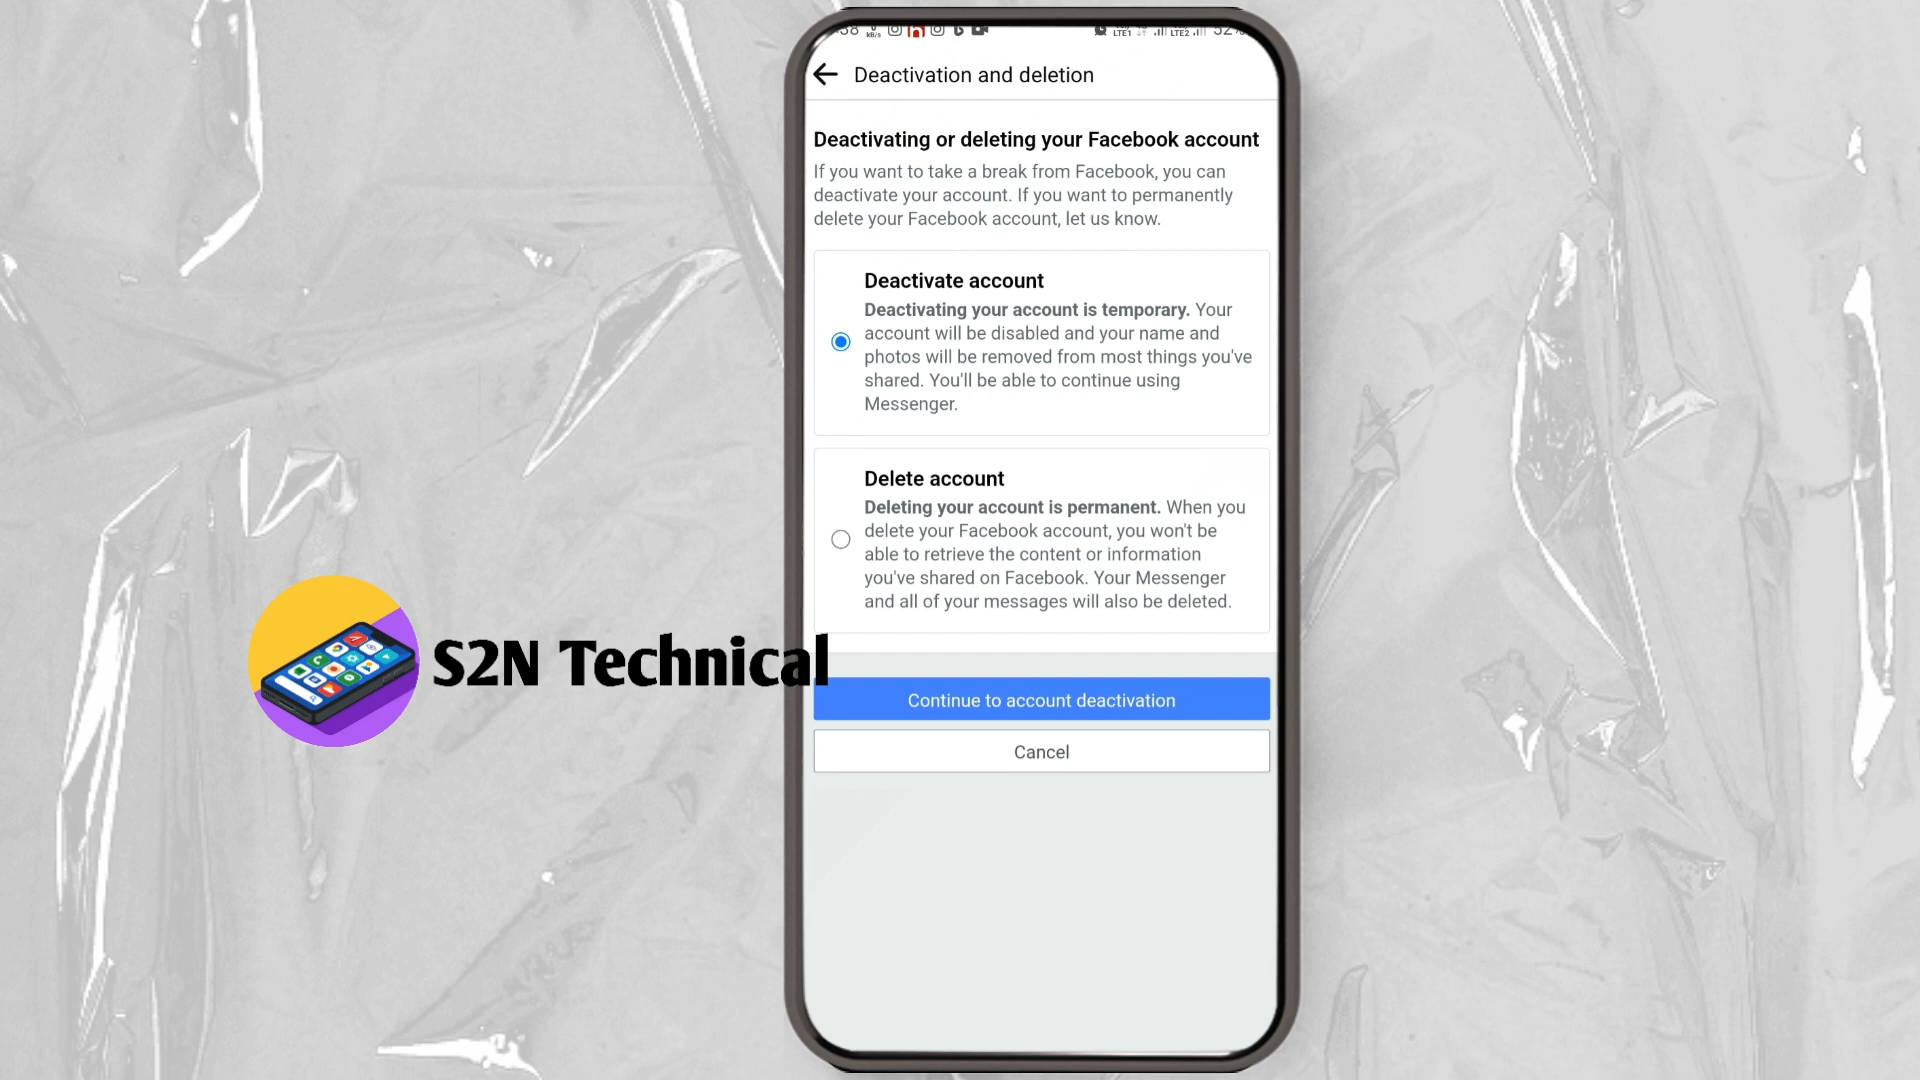 Deactivation and deletion
Deactivating or deleting your Facebook account
If you want to take a break from Facebook, you can
deactivate your account. If you want to permanently
delete your Facebook account, let us know.
Deactivate account
Deactivating your account is temporary. Your
account will be disabled and your name and
photos will be removed from most things you've
shared. You'll be able to continue using
Messenger.
Delete account
Deleting your account is permanent. When you
delete your Facebook account, you won't be
able to retrieve the content or information
you've shared on Facebook. Your Messenger
and all of your messages will also be deleted.
S2N Technical
Continue to account deactivation
Cancel